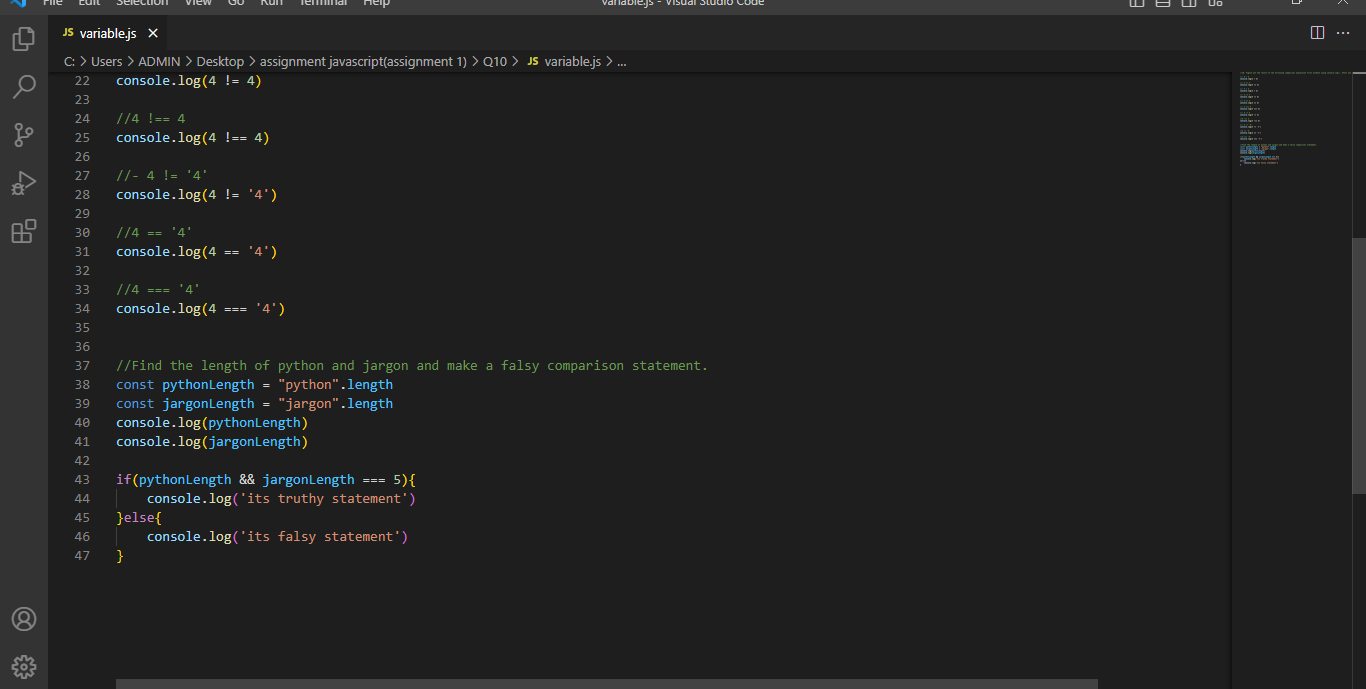 File Edit Selection View Go Run Terminal Help variable.js - Visual Studio Code
JS variable.js
C: > Users > ADMIN > Desktop > assignment javascript(assignment 1) > Q10 > JS variable.js > ...
22 console.log(4 != 4)
23
24 //4 !== 4
25 console.log(4 !== 4)
26
27 //- 4 != '4'
28 console.log(4 != '4')
29
30 //4 == '4'
31 console.log(4 == '4')
32
33 //4 === '4'
34 console.log(4 === '4')
35
36
37 //Find the length of python and jargon and make a falsy comparison statement.
38 const pythonLength = "python".length
39 const jargonLength = "jargon".length
40 console.log(pythonLength)
41 console.log(jargonLength)
42
43 if(pythonLength && jargonLength === 5){
44     console.log('its truthy statement')
45 }else{
46     console.log('its falsy statement')
47 }